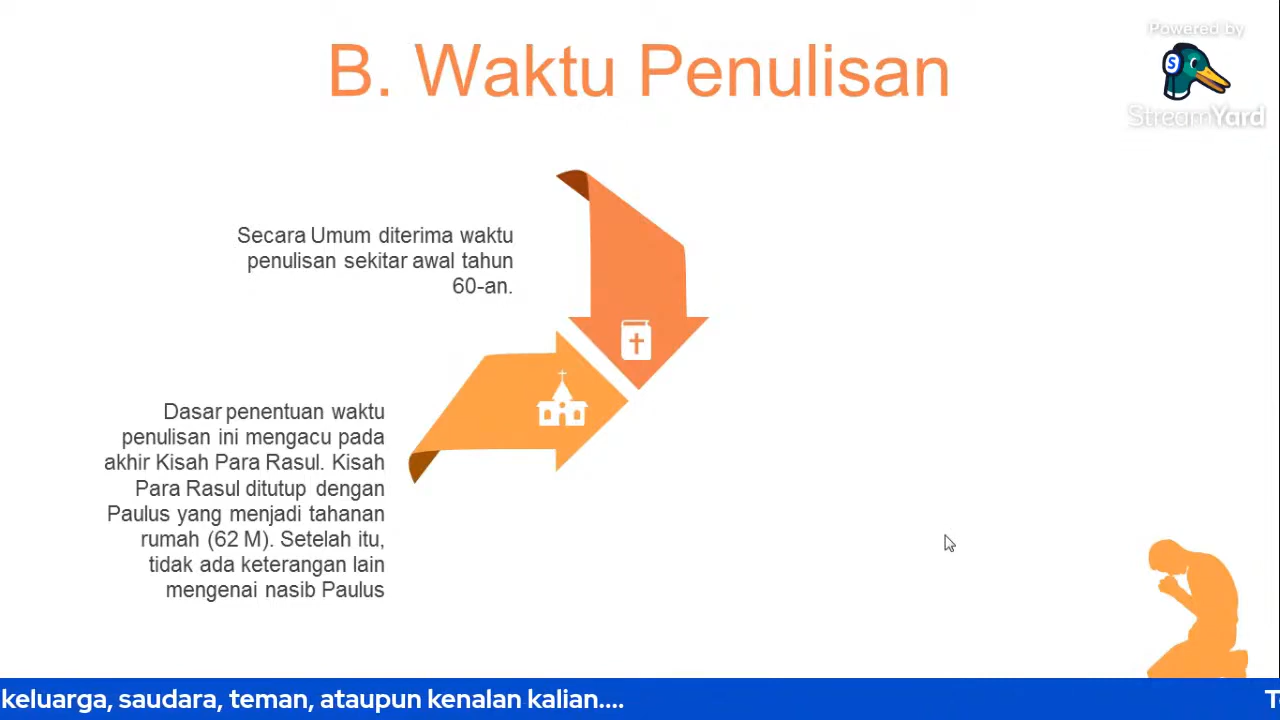 B. Waktu Penulisan
Powered by
S
StreamYard
Secara Umum diterima waktu
penulisan sekitar awal tahun
60-an.
Dasar penentuan waktu
penulisan ini mengacu pada
akhir Kisah Para Rasul. Kisah
Para Rasul ditutup dengan
Paulus yang menjadi tahanan
rumah (62 M). Setelah itu,
tidak ada keterangan lain
mengenai nasib Paulus
keluarga, saudara, teman, ataupun kenalan kalian.... T